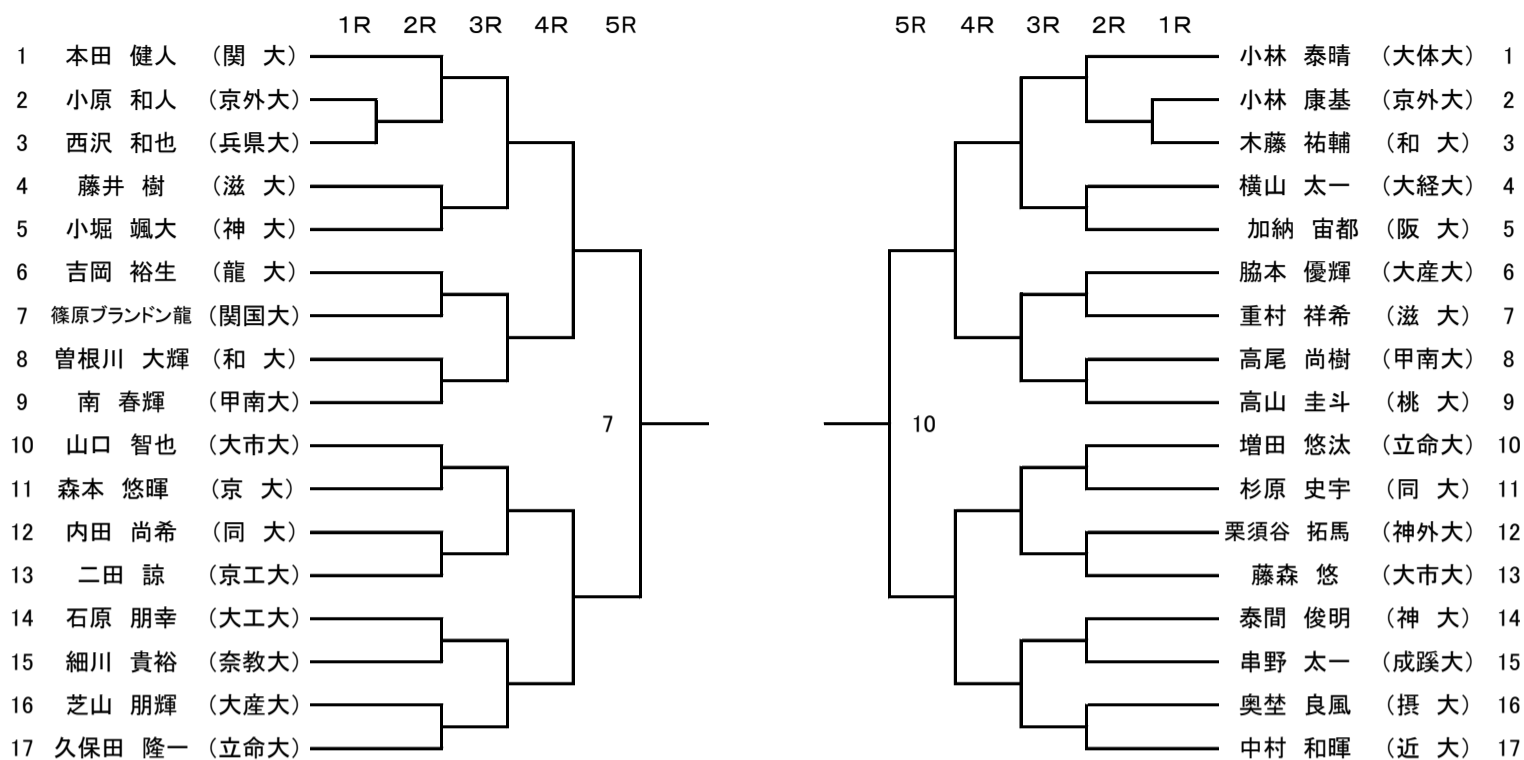 1R 2R 3R 4R 5R
1 本田 健人 (関 大)
2 小原 和人 (京外大)
3 西沢 和也 (兵県大)
4 藤井 樹 (滋 大)
5 小堀 颯大 (神 大)
6 吉岡 裕生 (龍 大)
7 篠原ブランドン龍 (関国大)
8 曽根川 大輝 (和 大)
9 南 春輝 (甲南大)
7
10 山口 智也 (大市大)
11 森本 悠暉 (京 大)
12 内田 尚希 (同 大)
13 二田 諒 (京工大)
14 石原 朋幸 (大工大)
15 細川 貴裕 (奈教大)
16 芝山 朋輝 (大産大)
17 久保田 隆一 (立命大)
5R 4R 3R 2R 1R
小林 泰晴 (大体大) 1
小林 康基 (京外大) 2
木藤 祐輔 (和 大) 3
横山 太一 (大経大) 4
加納 宙都 (阪 大) 5
脇本 優輝 (大産大) 6
重村 祥希 (滋 大) 7
高尾 尚樹 (甲南大) 8
高山 圭斗 (桃 大) 9
10
増田 悠汰 (立命大) 10
杉原 史宇 (同 大) 11
栗須谷 拓馬 (神外大) 12
藤森 悠 (大市大) 13
泰間 俊明 (神 大) 14
串野 太一 (成蹊大) 15
奥埜 良風 (摂 大) 16
中村 和暉 (近 大) 17